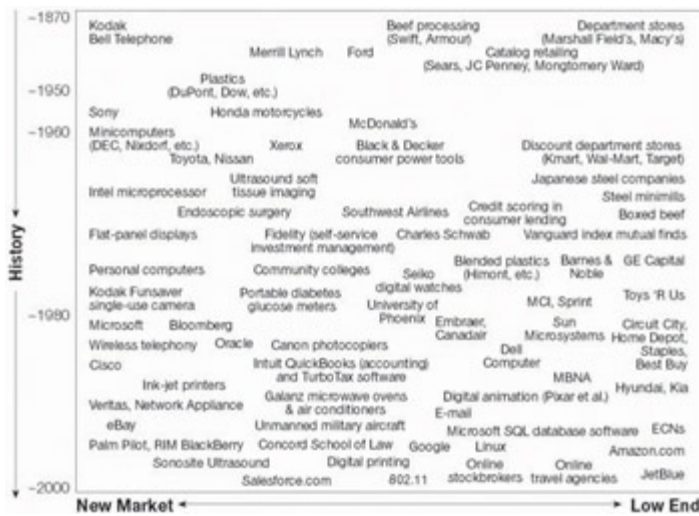 ~1870
Kodak
Bell Telephone
Beef processing
(Swift, Armour)
Department stores
(Marshall Field's, Macy's)
Merrill Lynch
Ford
Catalog retailing
(Sears, JC Penney, Mongtomery Ward)
Plastics
(DuPont, Dow, etc.)
~1950
Sony
Honda motorcycles
McDonald's
~1960
Minicomputers
(DEC, Nixdorf, etc.)
Xerox
Black & Decker
consumer power tools
Discount department stores
(Kmart, Wal-Mart, Target)
Toyota, Nissan
Ultrasound soft
tissue imaging
Japanese steel companies
Intel microprocessor
Steel minimills
Endoscopic surgery
Southwest Airlines
Credit scoring in
consumer lending
Boxed beef
Flat-panel displays
Fidelity (self-service
investment management)
Charles Schwab
Vanguard index mutual finds
Personal computers
Community colleges
Seiko
digital watches
Blended plastics
(Himont, etc.)
Barnes &
Noble
GE Capital
Kodak Funsaver
single-use camera
Portable diabetes
glucose meters
University of
Phoenix
MCI, Sprint
Toys 'R Us
~1980
Microsoft
Bloomberg
Embraer,
Canadair
Sun
Microsystems
Circuit City,
Home Depot,
Staples,
Best Buy
Wireless telephony
Oracle
Canon photocopiers
Dell
Computer
Cisco
Intuit QuickBooks (accounting)
and TurboTax software
MBNA
Ink-jet printers
Hyundai, Kia
Veritas, Network Appliance
Galanz microwave ovens
& air conditioners
Digital animation (Pixar et al.)
E-mail
eBay
Unmanned military aircraft
Microsoft SQL database software
ECNs
Palm Pilot, RIM BlackBerry
Concord School of Law
Google
Linux
Amazon.com
Sonosite Ultrasound
Digital printing
Online
stockbrokers
Online
travel agencies
JetBlue
Salesforce.com
802.11
~2000
History
New Market
Low End